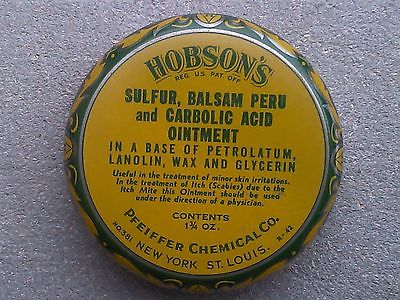 HOBSON'S
REG. U.S. PAT. OFF.
SULFUR, BALSAM PERU
and CARBOLIC ACID
OINTMENT
IN A BASE OF PETROLATUM,
LANOLIN, WAX AND GLYCERIN
Useful in the treatment of minor skin irritations.
In the treatment of Itch (Scabies) due to the
Itch Mite this Ointment should be used
under the direction of a physician.
CONTENTS
1¾ OZ.
PFEIFFER CHEMICAL CO.
NO. 381 NEW YORK ST. LOUIS. R-42